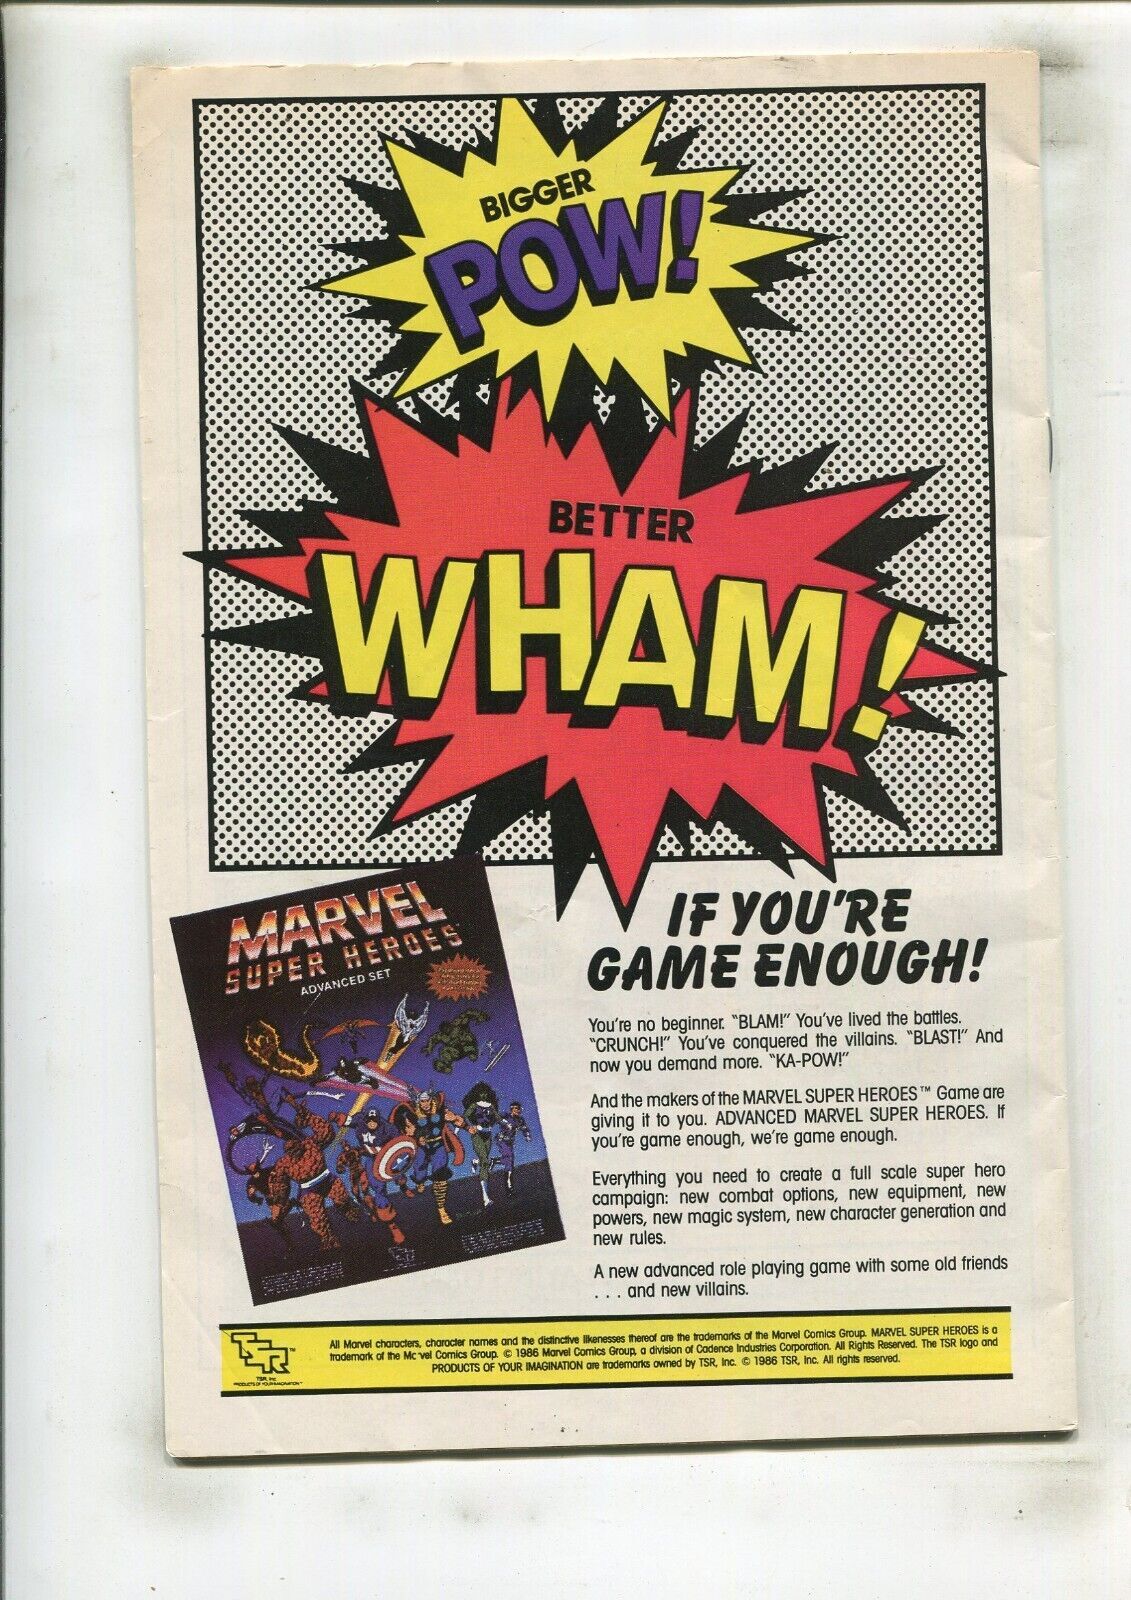 BIGGER
POW!
BETTER
WHAM!
IF YOU'RE
GAME ENOUGH!
MARVEL
SUPER HEROES
ADVANCED SET
You're no beginner. "BLAM!" You've lived the battles.
"CRUNCH!" You've conquered the villains. "BLAST!" And
now you demand more. "KA-POW!"
And the makers of the MARVEL SUPER HEROES™ Game are
giving it to you. ADVANCED MARVEL SUPER HEROES. If
you're game enough, we're game enough.
Everything you need to create a full scale super hero
campaign: new combat options, new equipment, new
powers, new magic system, new character generation and
new rules.
A new advanced role playing game with some old friends
. . . and new villains.
TSR™
TSR, Inc.
PRODUCTS OF YOUR IMAGINATION™
All Marvel characters, character names and the distinctive likenesses thereof are the trademarks of the Marvel Comics Group. MARVEL SUPER HEROES is a
trademark of the Marvel Comics Group. © 1986 Marvel Comics Group, a division of Cadence Industries Corporation. All Rights Reserved. The TSR logo and
PRODUCTS OF YOUR IMAGINATION are trademarks owned by TSR, Inc. © 1986 TSR, Inc. All rights reserved.